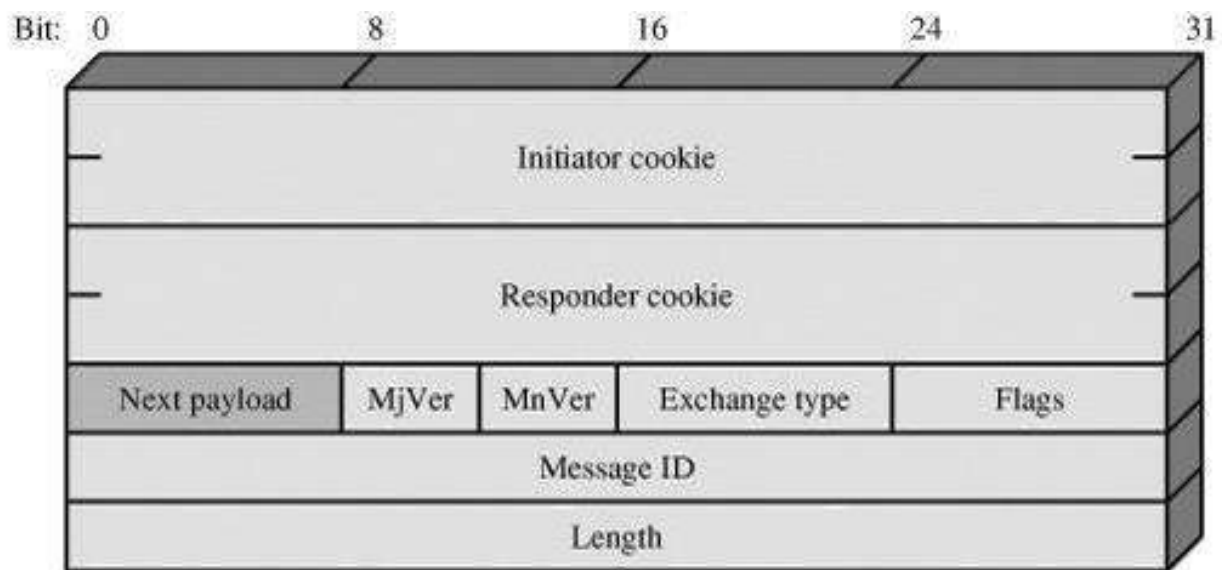 Bit: 0 8 16 24 31
Initiator cookie
Responder cookie
Next payload MjVer MnVer Exchange type Flags
Message ID
Length